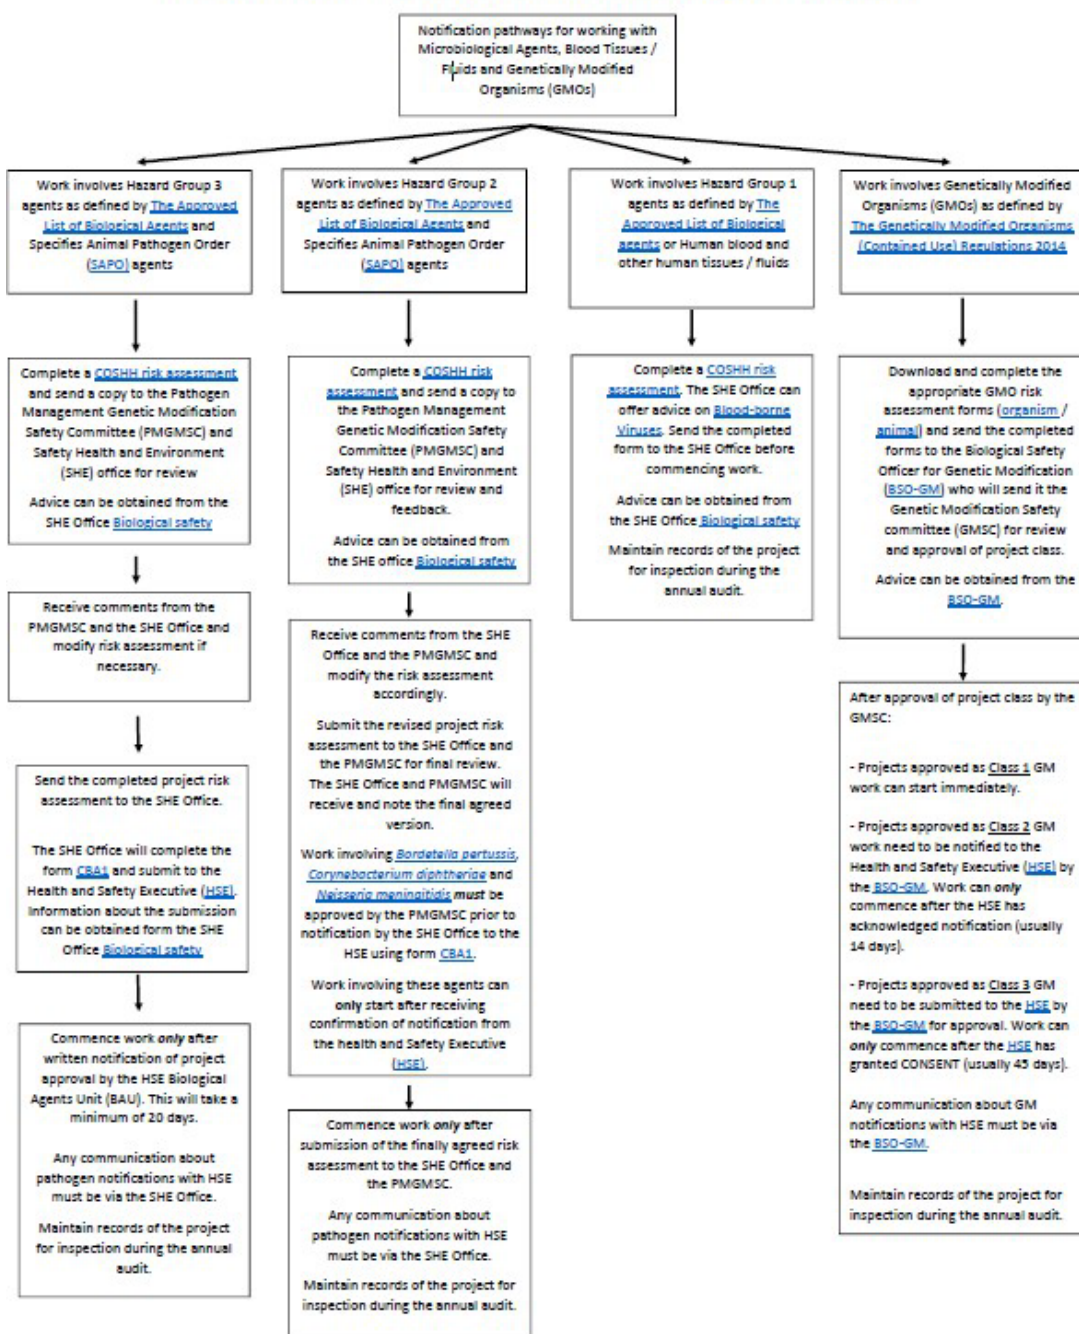 Notification pathways for working with
Microbiological Agents, Blood Tissues /
Fluids and Genetically Modified
Organisms (GMOs)
Work involves Hazard Group 3
agents as defined by The Approved
List of Biological Agents and
Specifies Animal Pathogen Order
(SAPO) agents
Complete a COSHH risk assessment
and send a copy to the Pathogen
Management Genetic Modification
Safety Committee (PMGMSC) and
Safety Health and Environment
(SHE) office for review
Advice can be obtained from the
SHE Office Biological safety
Receive comments from the
PMGMSC and the SHE Office and
modify risk assessment if
necessary.
Send the completed project risk
assessment to the SHE Office.
The SHE Office will complete the
form CBA1 and submit to the
Health and Safety Executive (HSE).
Information about the submission
can be obtained form the SHE
Office Biological safety
Commence work only after
written notification of project
approval by the HSE Biological
Agents Unit (BAU). This will take a
minimum of 20 days.
Any communication about
pathogen notifications with HSE
must be via the SHE Office.
Maintain records of the project
for inspection during the annual
audit.
Work involves Hazard Group 2
agents as defined by The Approved
List of Biological Agents and
Specifies Animal Pathogen Order
(SAPO) agents
Complete a COSHH risk
assessment and send a copy to
the Pathogen Management
Genetic Modification Safety
Committee (PMGMSC) and
Safety Health and Environment
(SHE) office for review and
feedback.
Advice can be obtained from
the SHE office Biological safety
Receive comments from the SHE
Office and the PMGMSC and
modify the risk assessment
accordingly.
Submit the revised project risk
assessment to the SHE Office and
the PMGMSC for final review.
The SHE Office and PMGMSC will
receive and note the final agreed
version.
Work involving Bordetella pertussis,
Corynebacterium diphtheriae and
Neisseria meningitidis must be
approved by the PMGMSC prior to
notification by the SHE Office to the
HSE using form CBA1.
Work involving these agents can
only start after receiving
confirmation of notification from
the health and Safety Executive
(HSE).
Commence work only after
submission of the finally agreed risk
assessment to the SHE Office and
the PMGMSC.
Any communication about
pathogen notifications with HSE
must be via the SHE Office.
Maintain records of the project for
inspection during the annual audit.
Work involves Hazard Group 1
agents as defined by The
Approved List of Biological
agents or Human blood and
other human tissues / fluids
Complete a COSHH risk
assessment. The SHE Office can
offer advice on Blood-borne
Viruses. Send the completed
form to the SHE Office before
commencing work.
Advice can be obtained from
the SHE Office Biological safety
Maintain records of the project
for inspection during the
annual audit.
Work involves Genetically Modified
Organisms (GMOs) as defined by
The Genetically Modified Organisms
(Contained Use) Regulations 2014
Download and complete the
appropriate GMO risk
assessment forms (organism /
animal) and send the completed
forms to the Biological Safety
Officer for Genetic Modification
(BSO-GM) who will send it the
Genetic Modification Safety
committee (GMSC) for review
and approval of project class.
Advice can be obtained from the
BSO-GM.
After approval of project class by the
GMSC:
- Projects approved as Class 1 GM
work can start immediately.
- Projects approved as Class 2 GM
work need to be notified to the
Health and Safety Executive (HSE) by
the BSO-GM. Work can only
commence after the HSE has
acknowledged notification (usually
14 days).
- Projects approved as Class 3 GM
need to be submitted to the HSE by
the BSO-GM for approval. Work can
only commence after the HSE has
granted CONSENT (usually 45 days).
Any communication about GM
notifications with HSE must be via
the BSO-GM.
Maintain records of the project for
inspection during the annual audit.